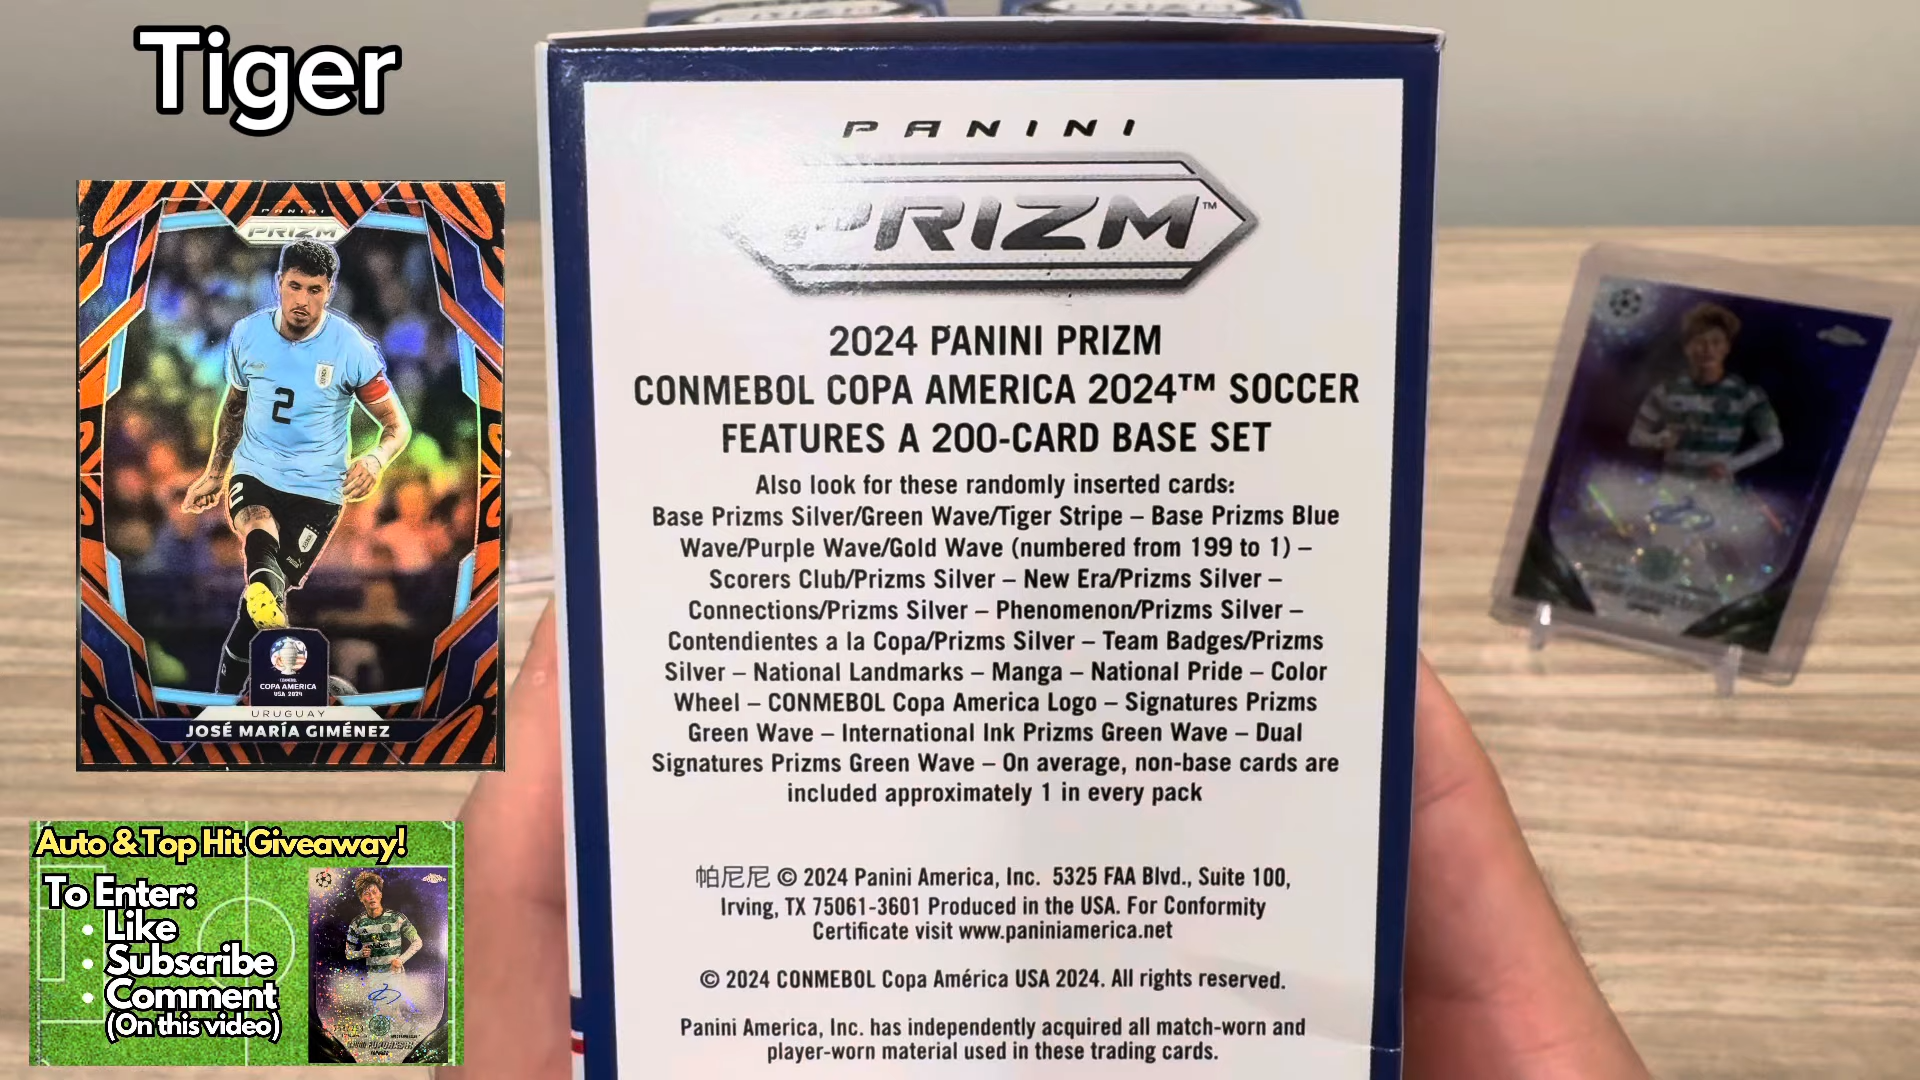 Tiger
PANINI
PRIZM
2
2
COPA AMERICA
USA 2024
URUGUAY
JOSÉ MARÍA GIMÉNEZ
Auto & Top Hit Giveaway!
To Enter:
• Like
• Subscribe
• Comment
(On this video)
PANINI
PRIZM™
2024 PANINI PRIZM
CONMEBOL COPA AMERICA 2024™ SOCCER
FEATURES A 200-CARD BASE SET
Also look for these randomly inserted cards:
Base Prizms Silver/Green Wave/Tiger Stripe – Base Prizms Blue
Wave/Purple Wave/Gold Wave (numbered from 199 to 1) –
Scorers Club/Prizms Silver – New Era/Prizms Silver –
Connections/Prizms Silver – Phenomenon/Prizms Silver –
Contendientes a la Copa/Prizms Silver – Team Badges/Prizms
Silver – National Landmarks – Manga – National Pride – Color
Wheel – CONMEBOL Copa America Logo – Signatures Prizms
Green Wave – International Ink Prizms Green Wave – Dual
Signatures Prizms Green Wave – On average, non-base cards are
included approximately 1 in every pack
帕尼尼 © 2024 Panini America, Inc. 5325 FAA Blvd., Suite 100,
Irving, TX 75061-3601 Produced in the USA. For Conformity
Certificate visit www.paniniamerica.net
© 2024 CONMEBOL Copa América USA 2024. All rights reserved.
Panini America, Inc. has independently acquired all match-worn and
player-worn material used in these trading cards.